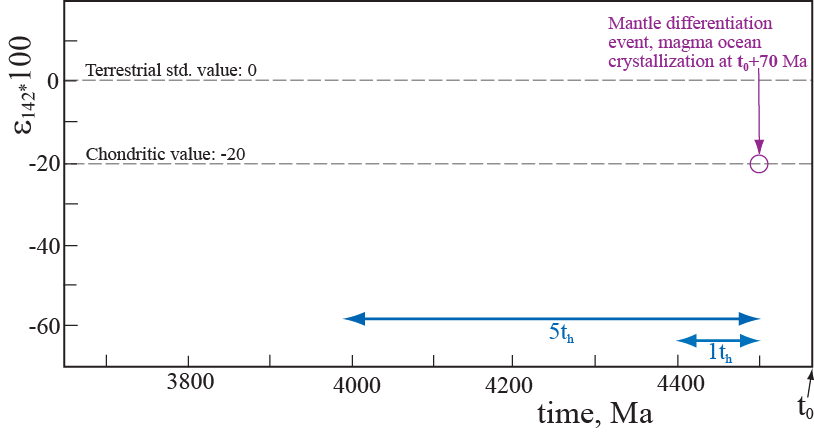 Mantle differentiation
event, magma ocean
crystallization at t₀+70 Ma
Terrestrial std. value: 0
Chondritic value: -20
ε₁₄₂*100
0
-20
-40
-60
5tₕ
1tₕ
3800
4000
4200
4400
t₀
time, Ma